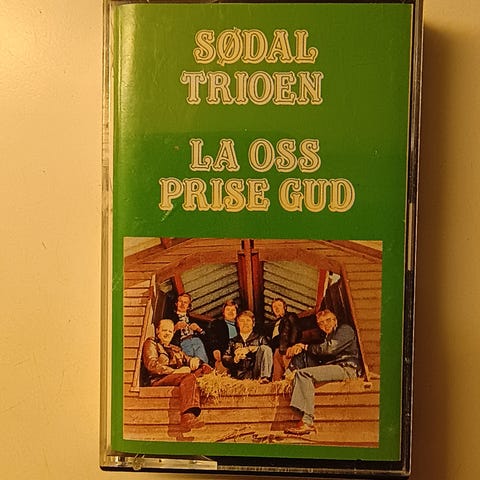 SØDAL
TRIOEN
LA OSS
PRISE GUD